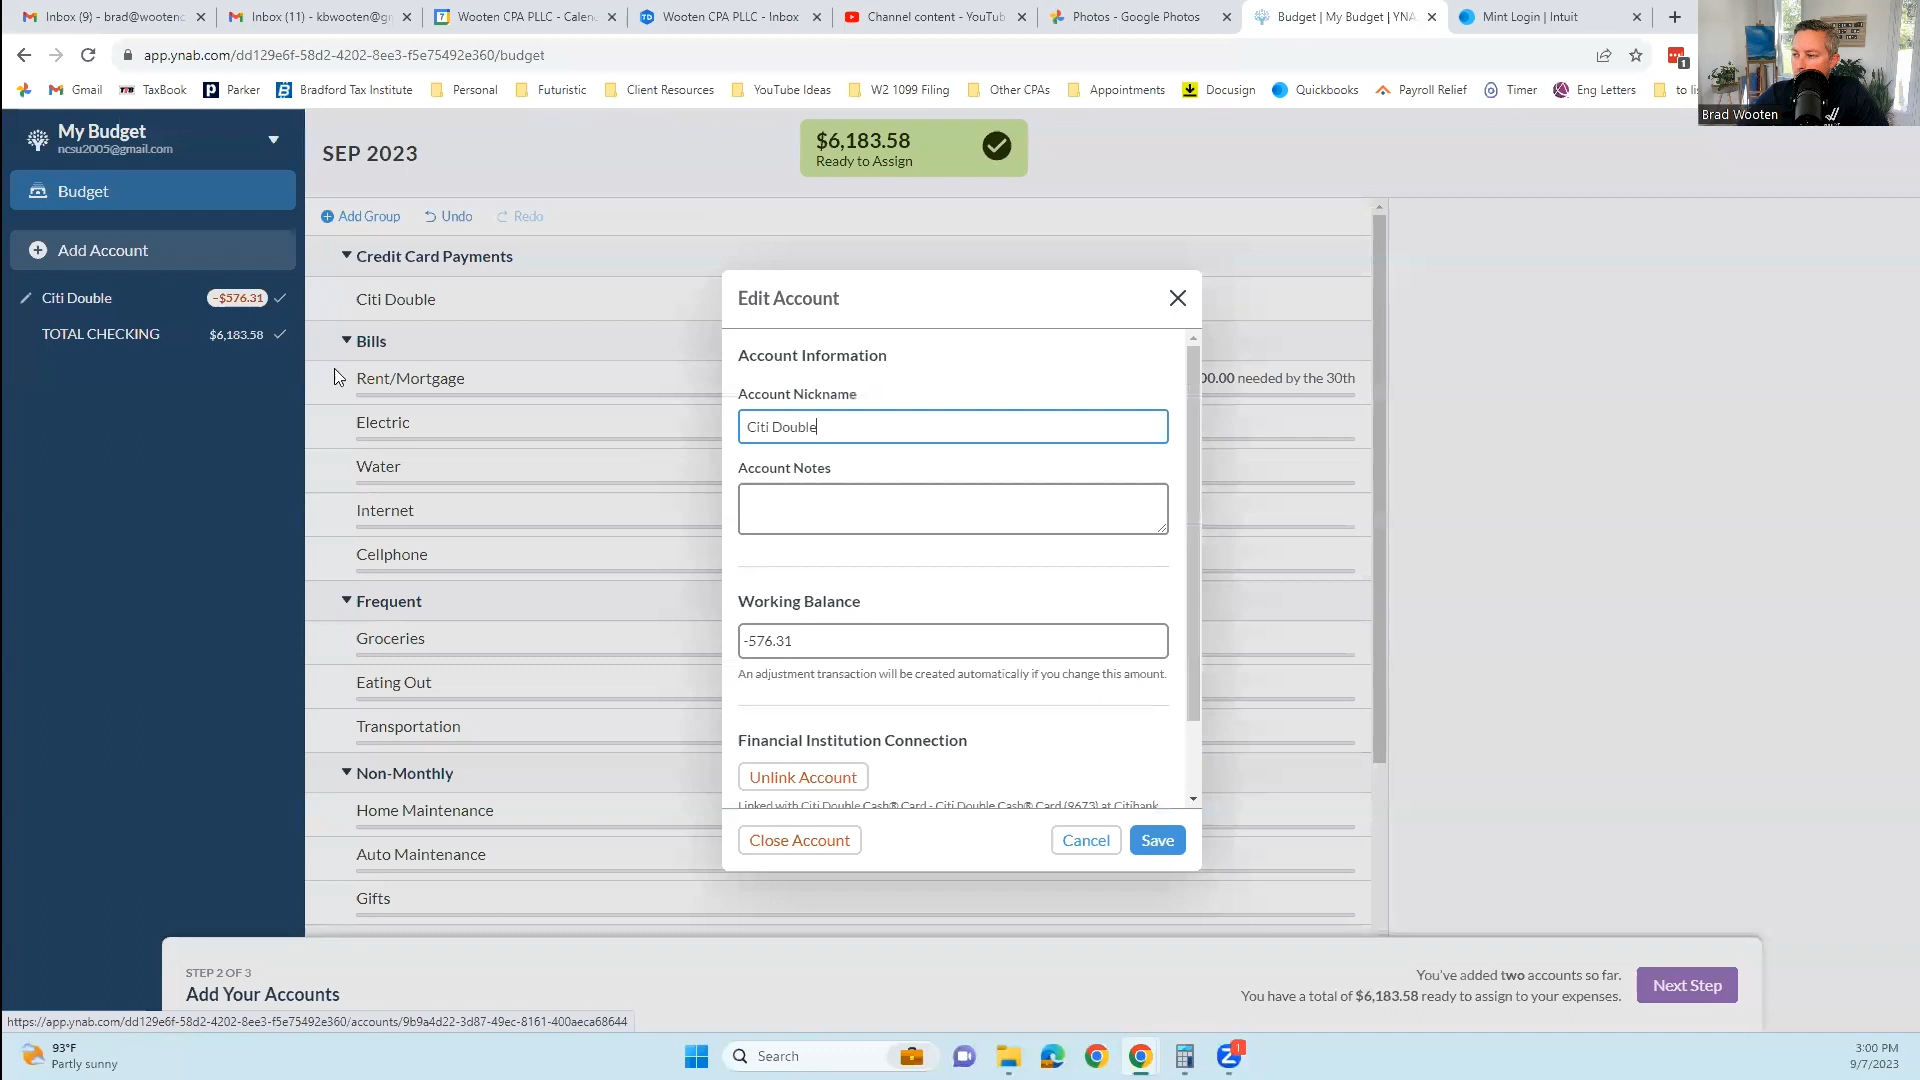 Inbox (9) - brad@wooten
Inbox (11) - kbwooten@gm
Wooten CPA PLLC - Calen
Wooten CPA PLLC - Inbox
Channel content - YouTub
Photos - Google Photos
Budget | My Budget | YNA
Mint Login | Intuit
app.ynab.com/dd129e6f-58d2-4202-8ee3-f5e75492e360/budget
1
Gmail
TaxBook
Parker
Bradford Tax Institute
Personal
Futuristic
Client Resources
YouTube Ideas
W2 1099 Filing
Other CPAs
Appointments
Docusign
Quickbooks
Payroll Relief
Timer
Eng Letters
to li
Brad Wooten
My Budget
ncsu2005@gmail.com
Budget
Add Account
Citi Double
-$576.31
TOTAL CHECKING
$6,183.58
SEP 2023
$6,183.58
Ready to Assign
Add Group
Undo
Redo
Credit Card Payments
Citi Double
Bills
Rent/Mortgage
00.00 needed by the 30th
Electric
Water
Internet
Cellphone
Frequent
Groceries
Eating Out
Transportation
Non-Monthly
Home Maintenance
Auto Maintenance
Gifts
Edit Account
Account Information
Account Nickname
Citi Double
Account Notes
Working Balance
-576.31
An adjustment transaction will be created automatically if you change this amount.
Financial Institution Connection
Unlink Account
Linked with Citi Double Cash® Card - Citi Double Cash® Card (9673) at Citibank
Close Account
Cancel
Save
STEP 2 OF 3
Add Your Accounts
You've added two accounts so far.
You have a total of $6,183.58 ready to assign to your expenses.
Next Step
https://app.ynab.com/dd129e6f-58d2-4202-8ee3-f5e75492e360/accounts/9b9a4d22-3d87-49ec-8161-400aeca68644
93°F
Partly sunny
Search
1
3:00 PM
9/7/2023